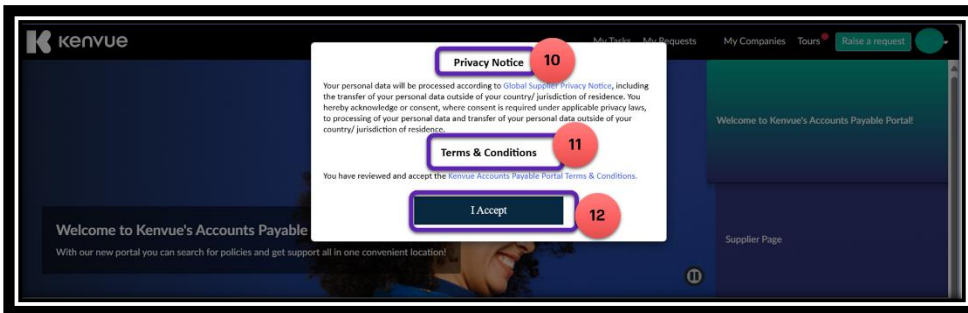 Kenvue
My Tasks My Requests My Companies Tours Raise a request
Privacy Notice 10
Your personal data will be processed according to Global Supplier Privacy Notice, including
the transfer of your personal data outside of your country/ jurisdiction of residence. You
hereby acknowledge or consent, where consent is required under applicable privacy laws,
to processing of your personal data and transfer of your personal data outside of your
country/ jurisdiction of residence.
Terms & Conditions 11
You have reviewed and accept the Kenvue Accounts Payable Portal Terms & Conditions.
I Accept 12
Welcome to Kenvue's Accounts Payable
With our new portal you can search for policies and get support all in one convenient location!
Welcome to Kenvue's Accounts Payable Portal!
Supplier Page